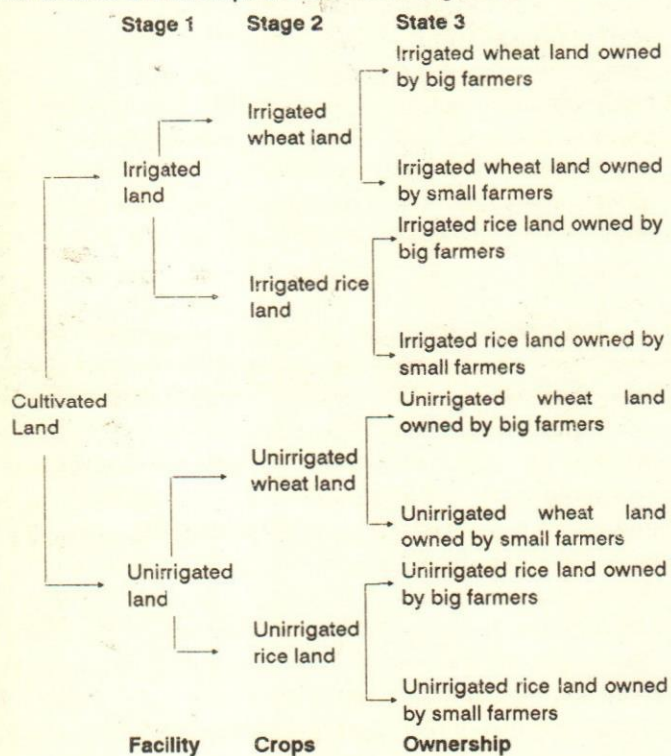 Stage 1 Stage 2 State 3
Irrigated wheat land owned
by big farmers
Irrigated
wheat land
Irrigated
land
Irrigated wheat land owned
by small farmers
Irrigated rice land owned by
big farmers
Irrigated rice
land
Irrigated rice land owned by
small farmers
Cultivated
Land
Unirrigated wheat land
owned by big farmers
Unirrigated
wheat land
Unirrigated wheat land
owned by small farmers
Unirrigated
land
Unirrigated rice land owned
by big farmers
Unirrigated
rice land
Unirrigated rice land owned
by small farmers
Facility Crops Ownership